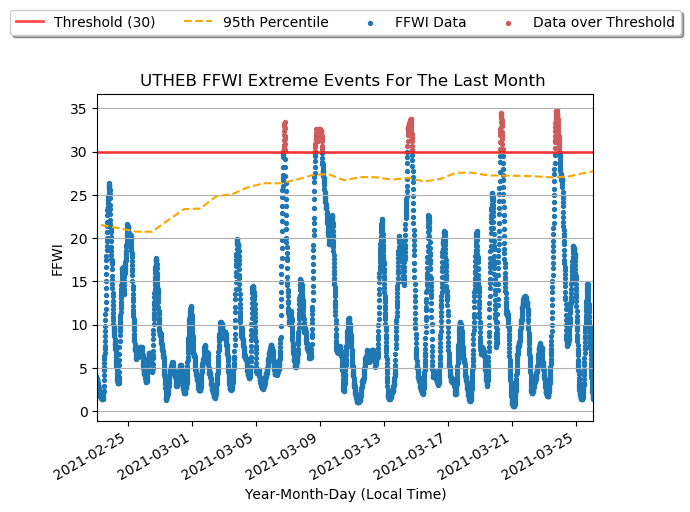 Threshold (30) 95th Percentile FFWI Data Data over Threshold
UTHEB FFWI Extreme Events For The Last Month
35
30
25
20
15
10
5
0
FFWI
2021-02-25 2021-03-01 2021-03-05 2021-03-09 2021-03-13 2021-03-17 2021-03-21 2021-03-25
Year-Month-Day (Local Time)